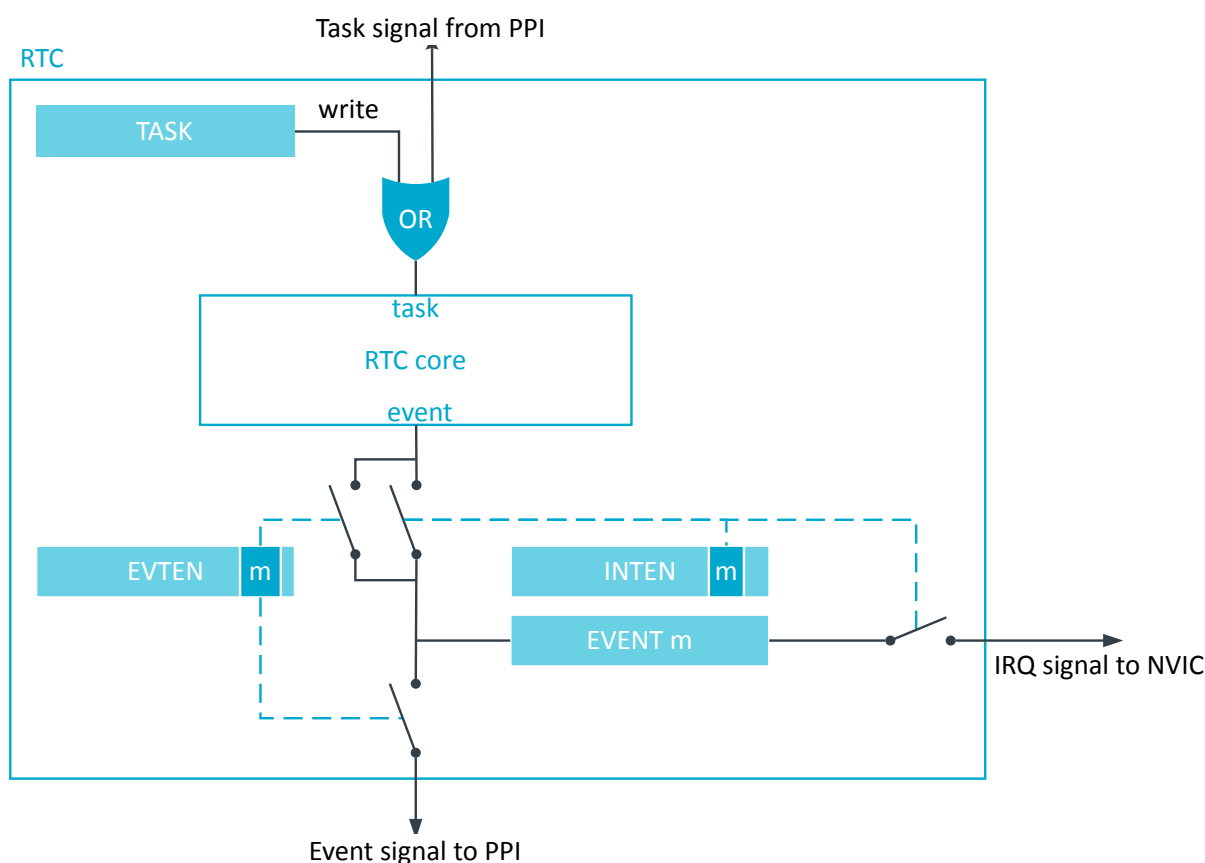 Task signal from PPI
RTC
write
TASK
OR
task
RTC core
event
EVTEN
m
INTEN
m
EVENT m
IRQ signal to NVIC
Event signal to PPI